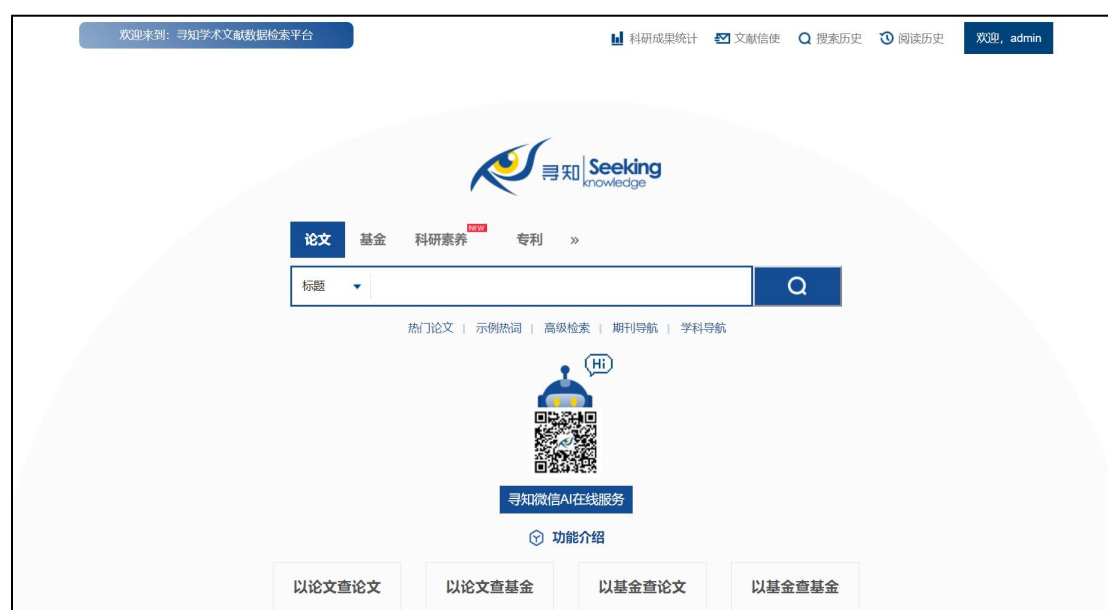 欢迎来到：寻知学术文献数据检索平台
科研成果统计 文献信使 搜索历史 阅读历史 欢迎，admin
寻知 Seeking
knowledge
论文 基金 科研素养 NEW 专利 »
标题
热门论文 | 示例热词 | 高级检索 | 期刊导航 | 学科导航
Hi
寻知微信AI在线服务
功能介绍
以论文查论文 以论文查基金 以基金查论文 以基金查基金